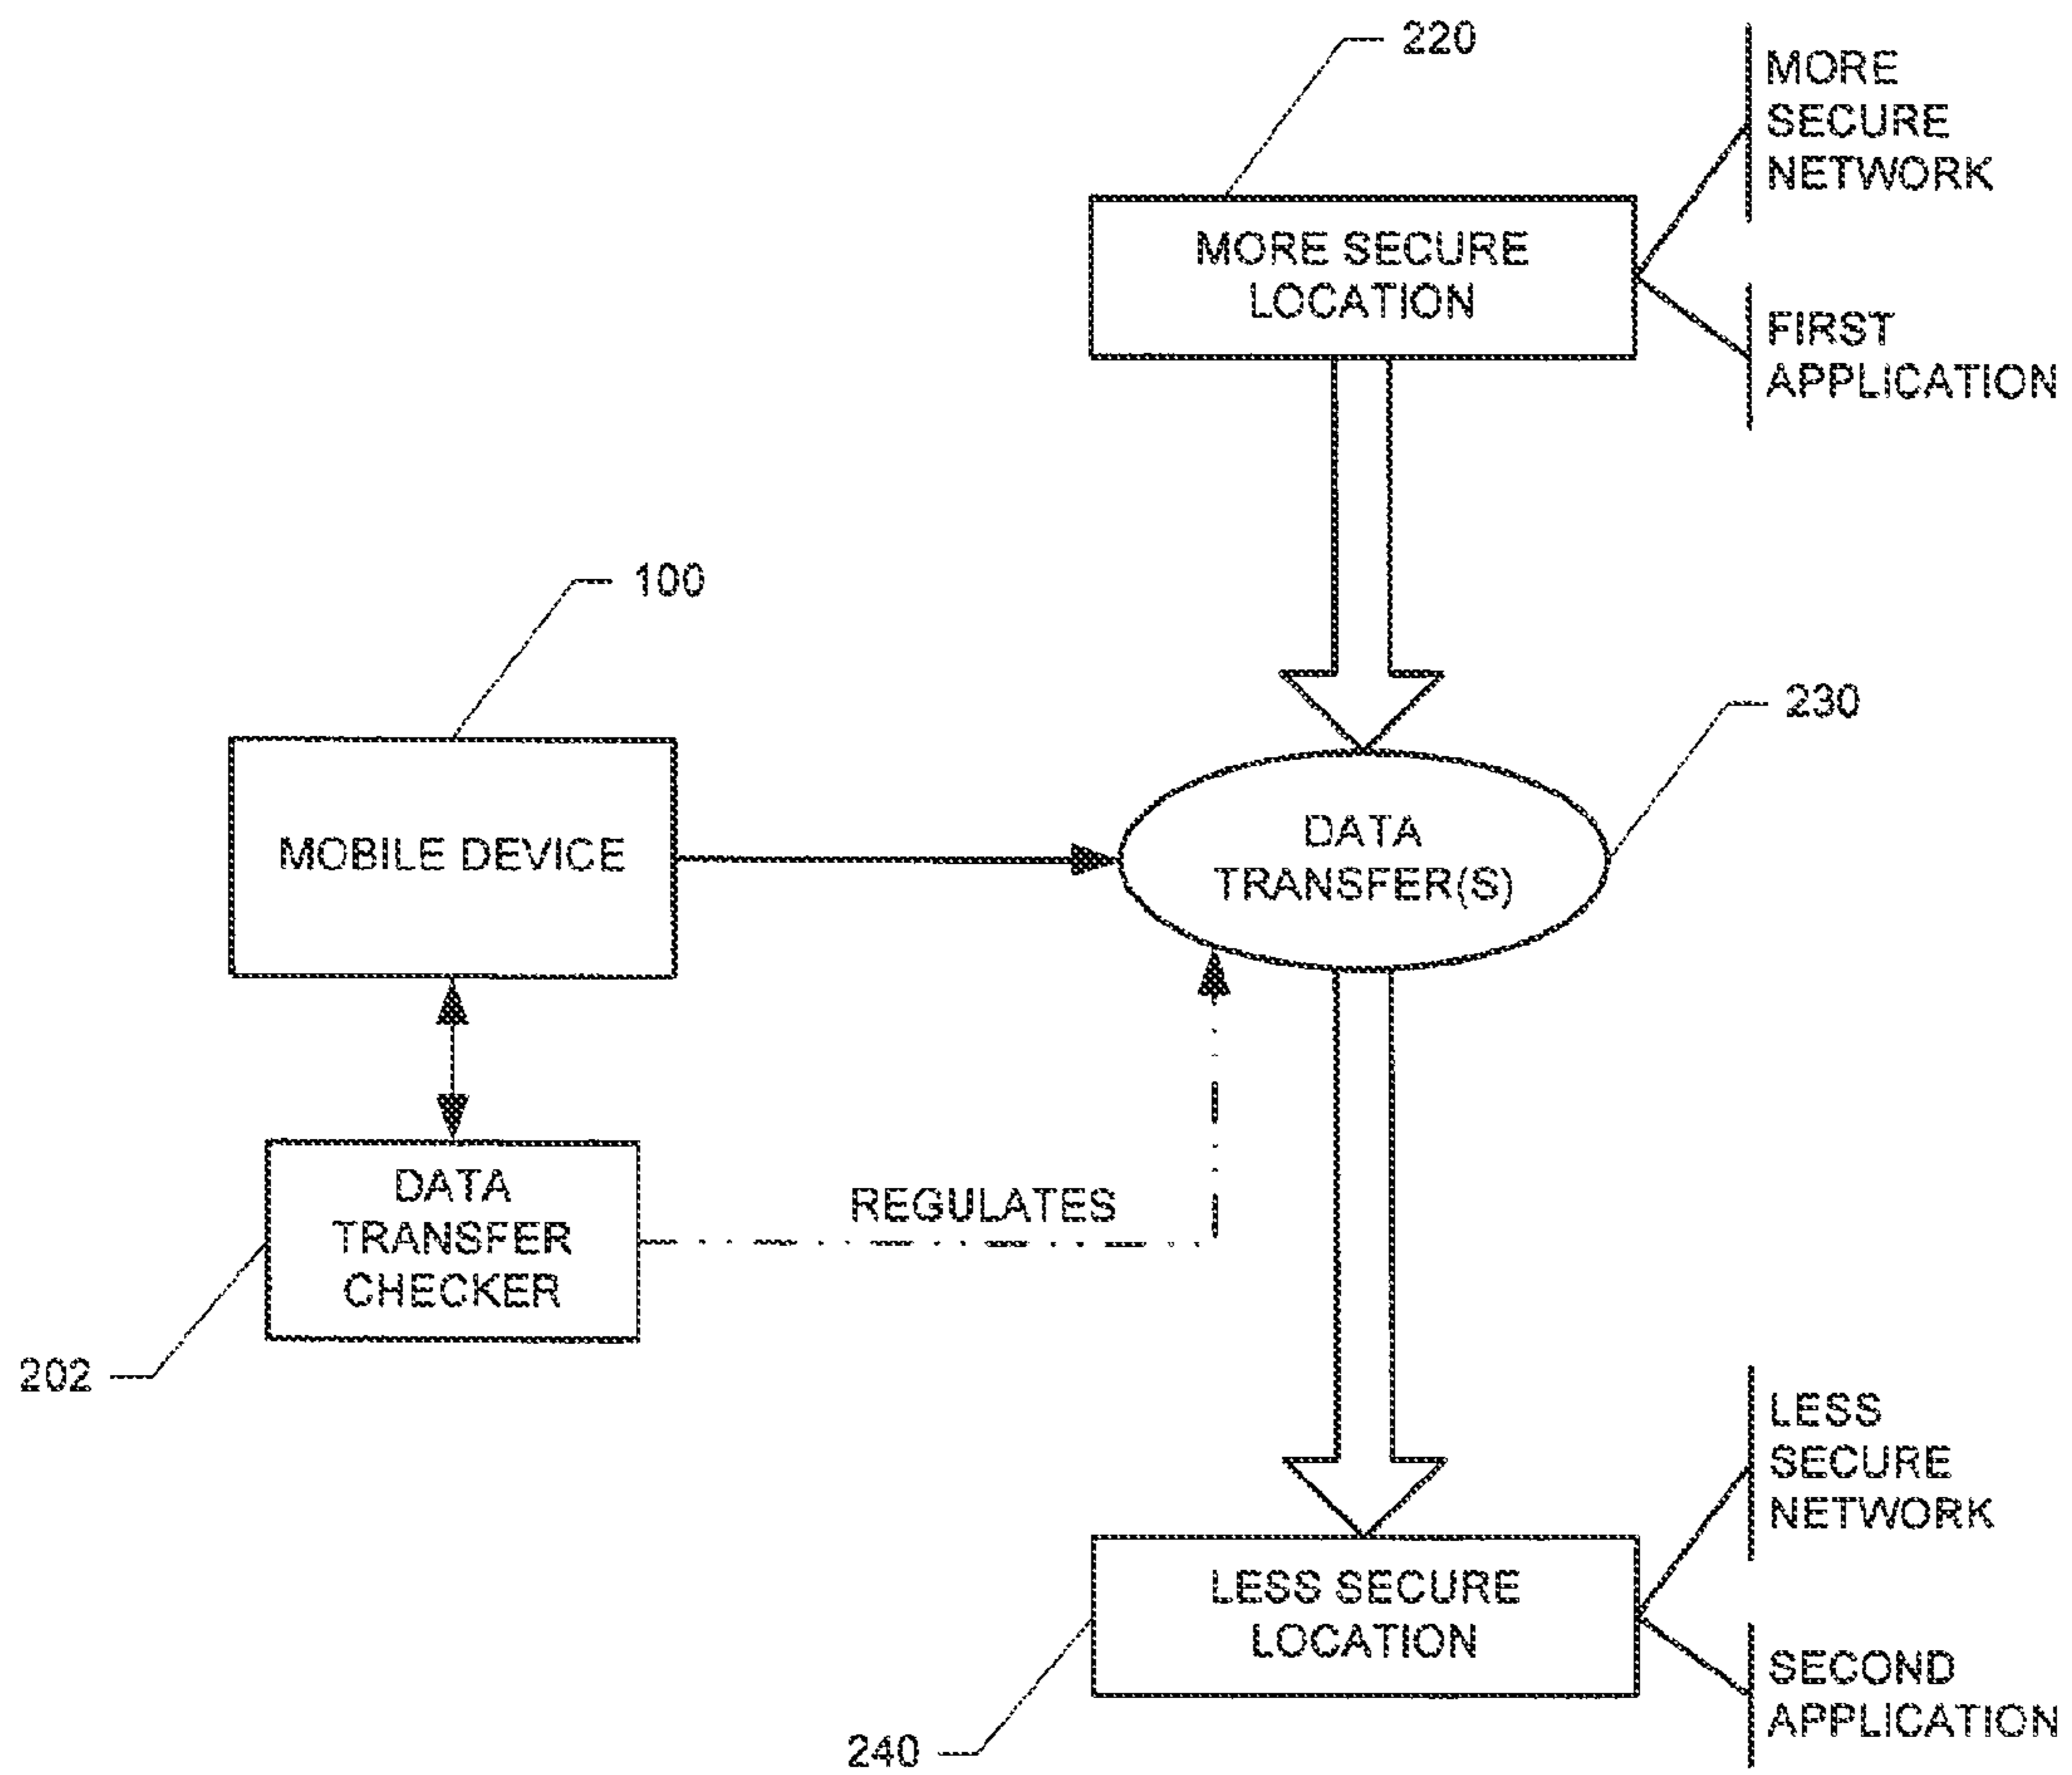 220
MORE
SECURE
NETWORK
MORE SECURE
LOCATION
FIRST
APPLICATION
100
230
MOBILE DEVICE
DATA
TRANSFER(S)
DATA
TRANSFER
CHECKER
REGULATES
202
LESS
SECURE
NETWORK
LESS SECURE
LOCATION
SECOND
APPLICATION
240